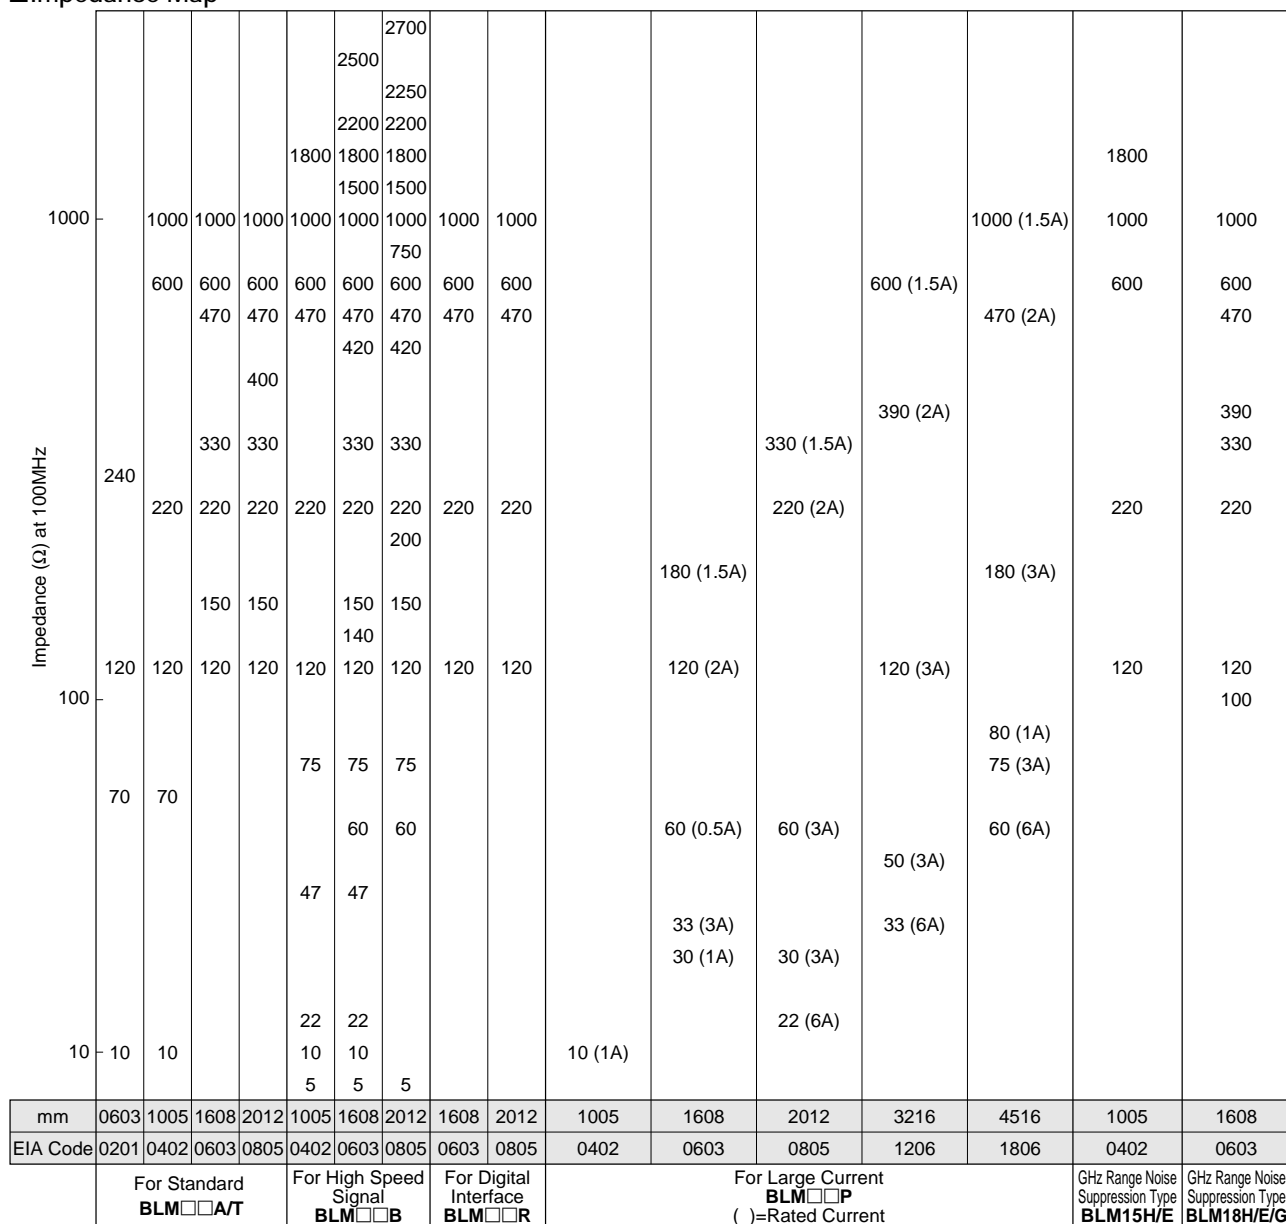 Impedance Map
2700
2500
2250
2200 2200
1800 1800 1800 1800
1500 1500
1000 1000 1000 1000 1000 1000 1000 1000 1000 1000 (1.5A) 1000 1000
750
600 600 600 600 600 600 600 600 600 (1.5A) 600 600
470 470 470 470 470 470 470 470 (2A) 470
420 420
400
390 (2A) 390
330 330 330 330 330 (1.5A) 330
240
220 220 220 220 220 220 220 220 220 (2A) 220 220
200
180 (1.5A) 180 (3A)
150 150 150 150
140
120 120 120 120 120 120 120 120 120 120 (2A) 120 (3A) 120 120
100 100
80 (1A)
75 75 75 75 (3A)
70 70
60 60 60 (0.5A) 60 (3A) 60 (6A)
50 (3A)
47 47
33 (3A) 33 (6A)
30 (1A) 30 (3A)
22 22 22 (6A)
10 10 10 10 10 10 (1A)
5 5 5
Impedance (Ω) at 100MHz
mm 0603 1005 1608 2012 1005 1608 2012 1608 2012 1005 1608 2012 3216 4516 1005 1608
EIA Code 0201 0402 0603 0805 0402 0603 0805 0603 0805 0402 0603 0805 1206 1806 0402 0603
For Standard
BLM□□A/T
For High Speed
Signal
BLM□□B
For Digital
Interface
BLM□□R
For Large Current
BLM□□P
( )=Rated Current
GHz Range Noise
Suppression Type
BLM15H/E
GHz Range Noise
Suppression Type
BLM18H/E/G